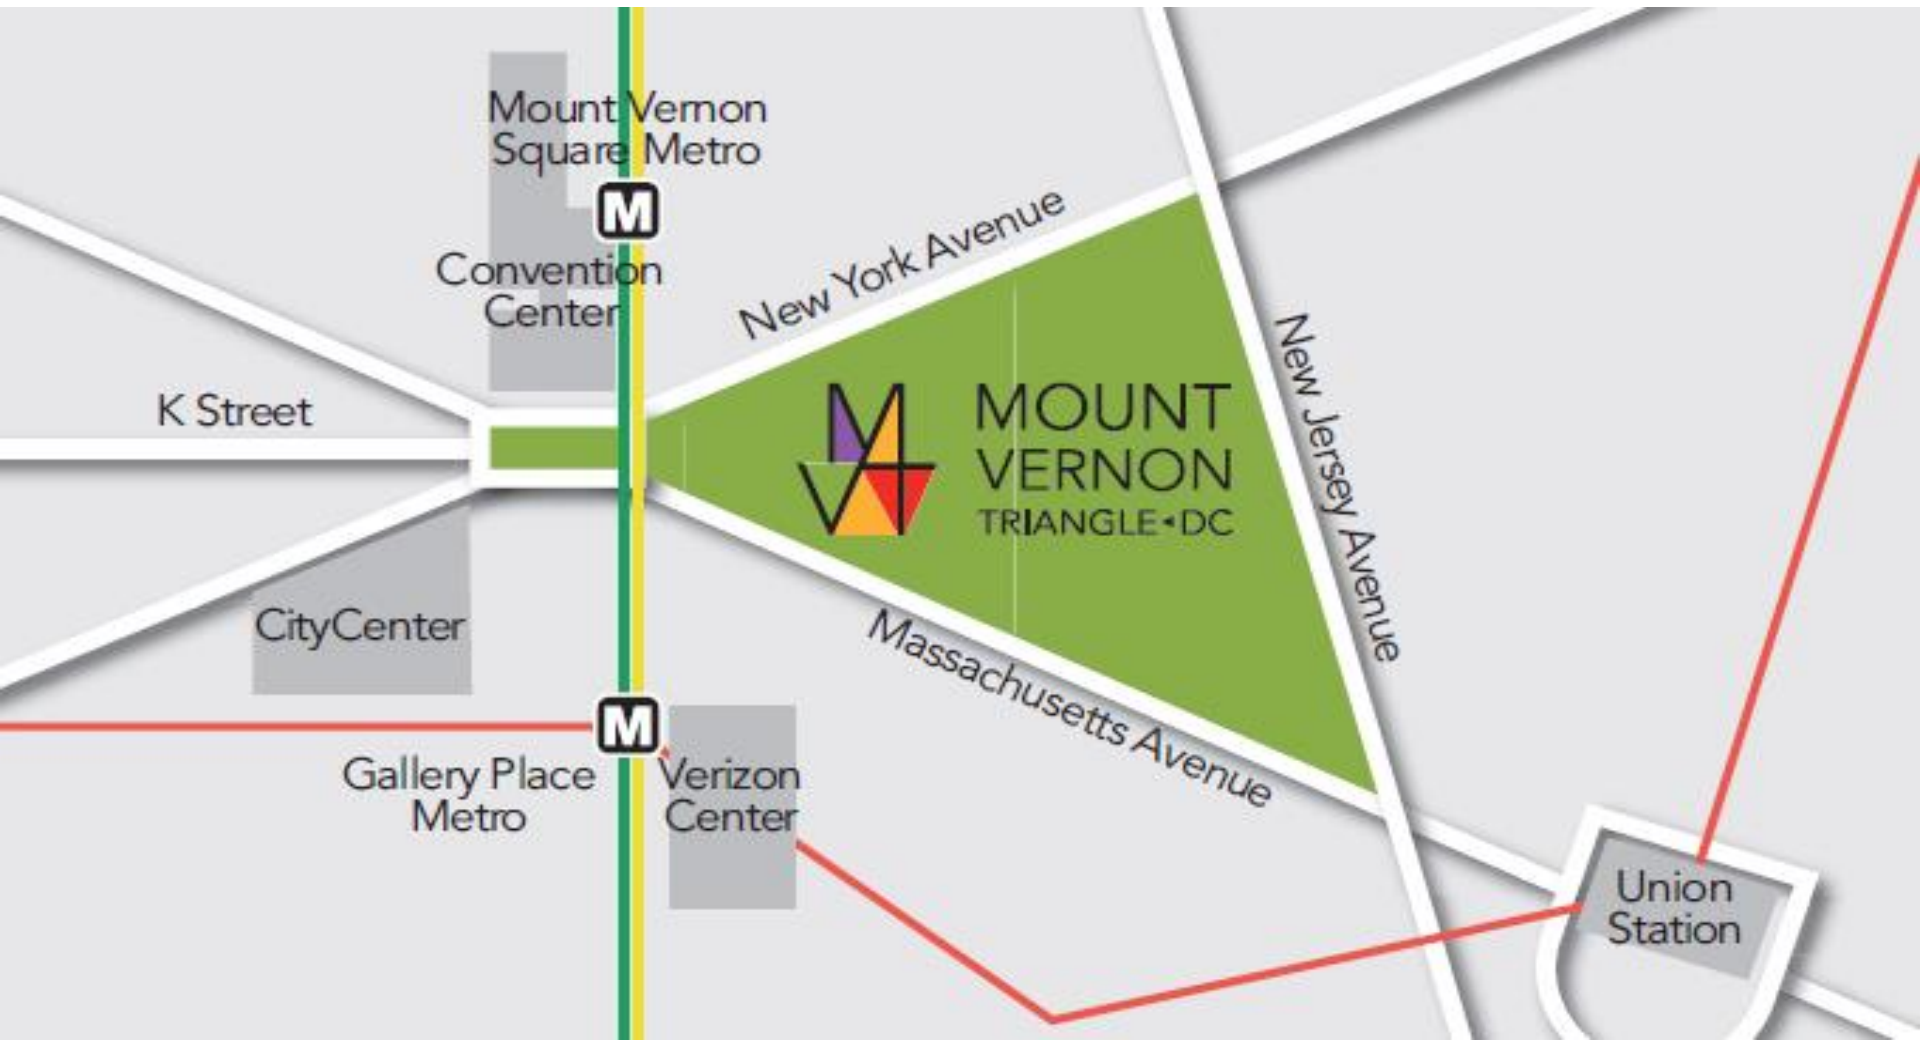 Mount Vernon
Square Metro
M
Convention
Center
New York Avenue
K Street
MOUNT
VERNON
TRIANGLE◂DC
New Jersey Avenue
CityCenter
Massachusetts Avenue
M
Gallery Place
Metro
Verizon
Center
Union
Station